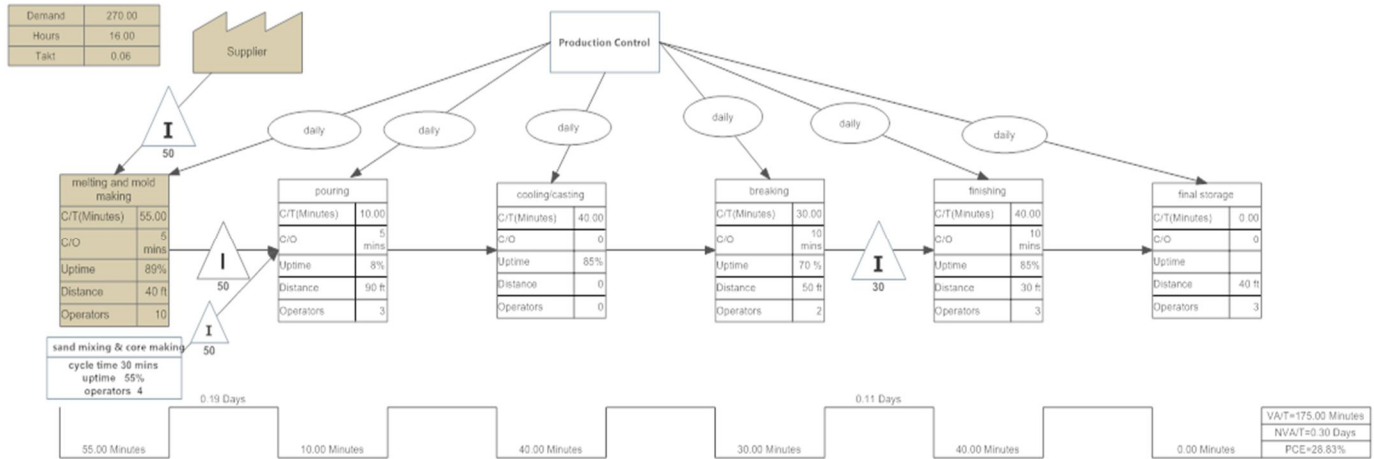 Demand 270.00
Hours 16.00
Takt 0.06
Supplier
Production Control
I
50
daily
daily
daily
daily
daily
daily
melting and mold
making
C/T(Minutes) 55.00
C/O 5
mins
Uptime 89%
Distance 40 ft
Operators 10
I
50
I
50
sand mixing & core making
cycle time 30 mins
uptime 55%
operators 4
pouring
C/T(Minutes) 10.00
C/O 5
mins
Uptime 8%
Distance 90 ft
Operators 3
cooling/casting
C/T(Minutes) 40.00
C/O 0
Uptime 85%
Distance 0
Operators 0
breaking
C/T(Minutes) 30.00
C/O 10
mins
Uptime 70 %
Distance 50 ft
Operators 2
I
30
finishing
C/T(Minutes) 40.00
C/O 10
mins
Uptime 85%
Distance 30 ft
Operators 3
final storage
C/T(Minutes) 0.00
C/O 0
Uptime
Distance 40 ft
Operators 3
0.19 Days
0.11 Days
55.00 Minutes
10.00 Minutes
40.00 Minutes
30.00 Minutes
40.00 Minutes
0.00 Minutes
VA/T=175.00 Minutes
NVA/T=0.30 Days
PCE=28.83%